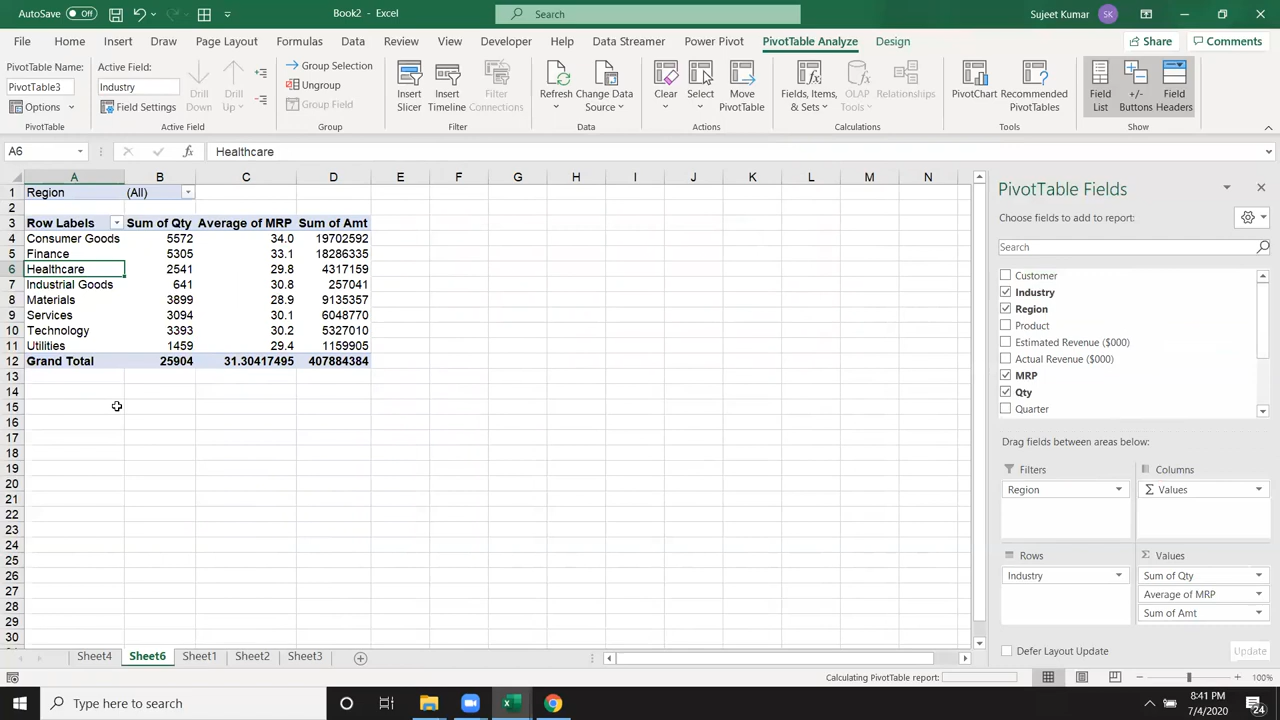 AutoSave Off Book2 - Excel Search Sujeet Kumar SK
File Home Insert Draw Page Layout Formulas Data Review View Developer Help Data Streamer Power Pivot PivotTable Analyze Design Share Comments
PivotTable Name:
PivotTable3
Options
PivotTable
Active Field:
Industry
Field Settings
Drill Down
Drill Up
Active Field
Group Selection
Ungroup
Group Field
Group
Insert Slicer
Insert Timeline
Filter Connections
Filter
Refresh
Change Data Source
Data
Clear
Select
Move PivotTable
Actions
Fields, Items, & Sets
OLAP Tools
Relationships
Calculations
PivotChart
Recommended PivotTables
Tools
Field List
+/- Buttons
Field Headers
Show
A6 fx Healthcare
A B C D E F G H I J K L M N
1 Region (All)
2
3 Row Labels Sum of Qty Average of MRP Sum of Amt
4 Consumer Goods 5572 34.0 19702592
5 Finance 5305 33.1 18286335
6 Healthcare 2541 29.8 4317159
7 Industrial Goods 641 30.8 257041
8 Materials 3899 28.9 9135357
9 Services 3094 30.1 6048770
10 Technology 3393 30.2 5327010
11 Utilities 1459 29.4 1159905
12 Grand Total 25904 31.30417495 407884384
13
14
15
16
17
18
19
20
21
22
23
24
25
26
27
28
29
30
PivotTable Fields
Choose fields to add to report:
Search
Customer
Industry
Region
Product
Estimated Revenue ($000)
Actual Revenue ($000)
MRP
Qty
Quarter
Drag fields between areas below:
Filters
Region
Columns
Σ Values
Rows
Industry
Σ Values
Sum of Qty
Average of MRP
Sum of Amt
Defer Layout Update Update
Sheet4 Sheet6 Sheet1 Sheet2 Sheet3
Calculating PivotTable report: 100%
Type here to search
8:41 PM
7/4/2020
24